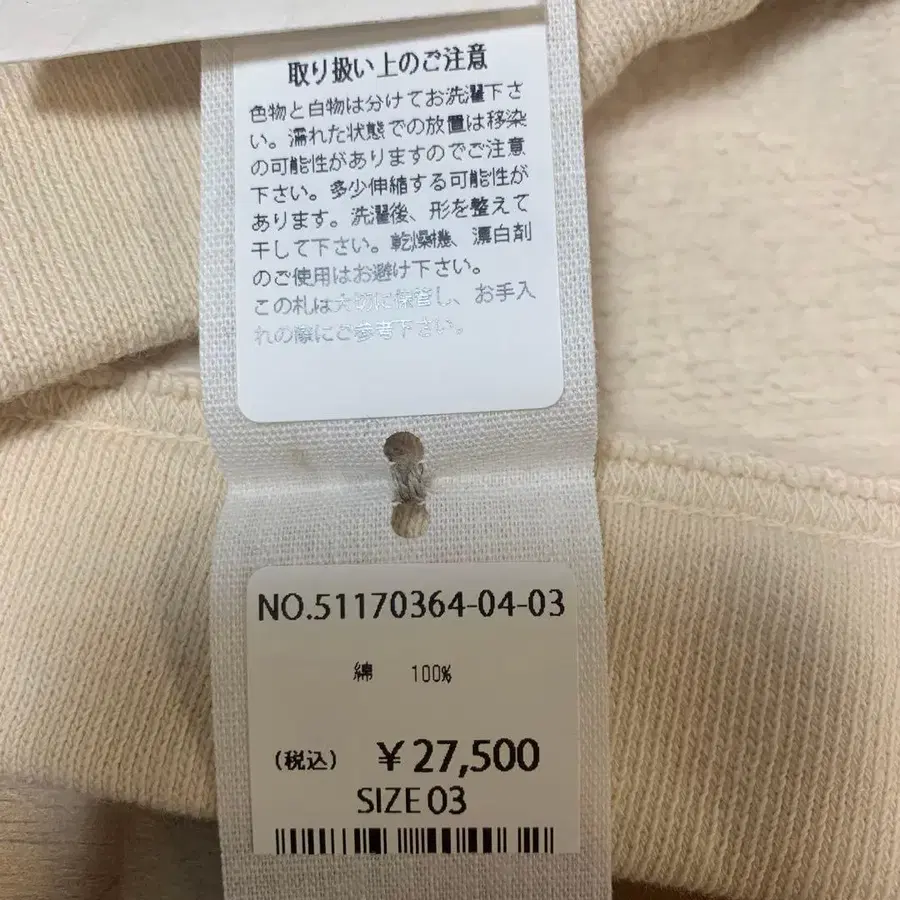 取り扱い上のご注意
色物と白物は分けてお洗濯下さ
い。濡れた状態での放置は移染
の可能性がありますのでご注意
下さい。多少伸縮する可能性が
あります。洗濯後、形を整えて
干して下さい。乾燥機、漂白剤
のご使用はお避け下さい。
この札は大切に保管し、お手入
れの際にご参考下さい。
NO.51170364-04-03
綿 100%
(税込) ¥27,500
SIZE 03